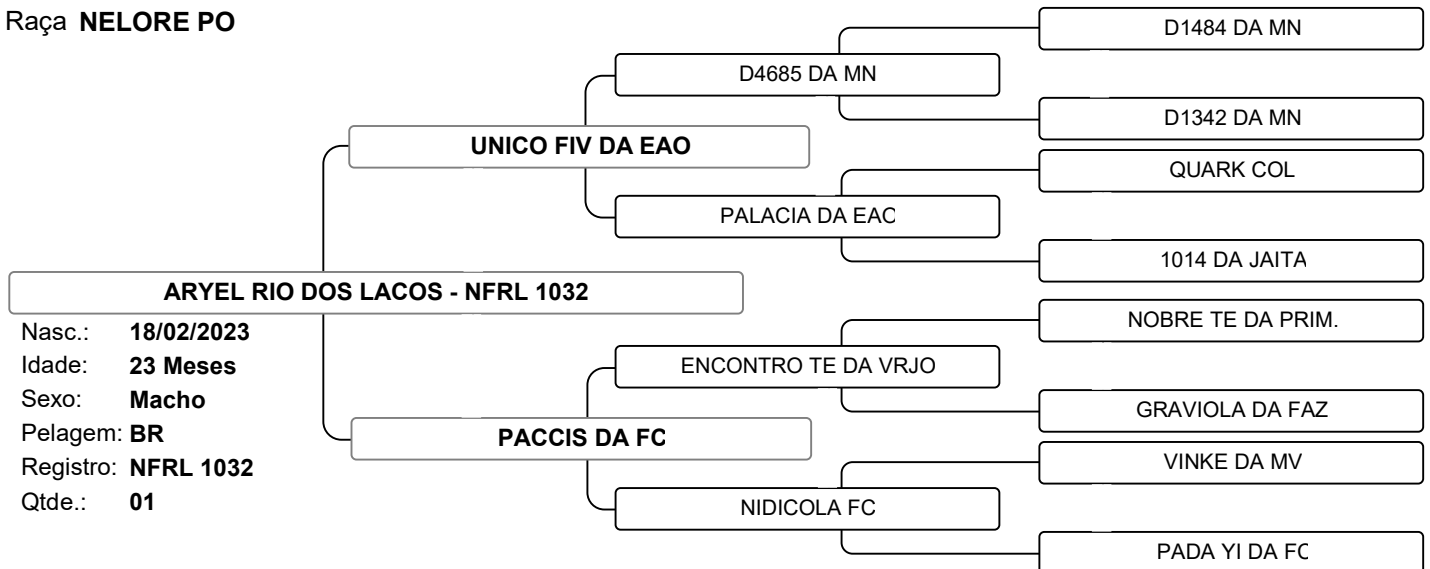 Raça NELORE PO
D1484 DA MN
D4685 DA MN
D1342 DA MN
UNICO FIV DA EAO
QUARK COL
PALACIA DA EAO
1014 DA JAITA
ARYEL RIO DOS LACOS - NFRL 1032
NOBRE TE DA PRIM.
Nasc.: 18/02/2023
Idade: 23 Meses
ENCONTRO TE DA VRJO
Sexo: Macho
GRAVIOLA DA FAZ
Pelagem: BR
PACCIS DA FC
VINKE DA MV
Registro: NFRL 1032
Qtde.: 01
NIDICOLA FC
PADA YI DA FC